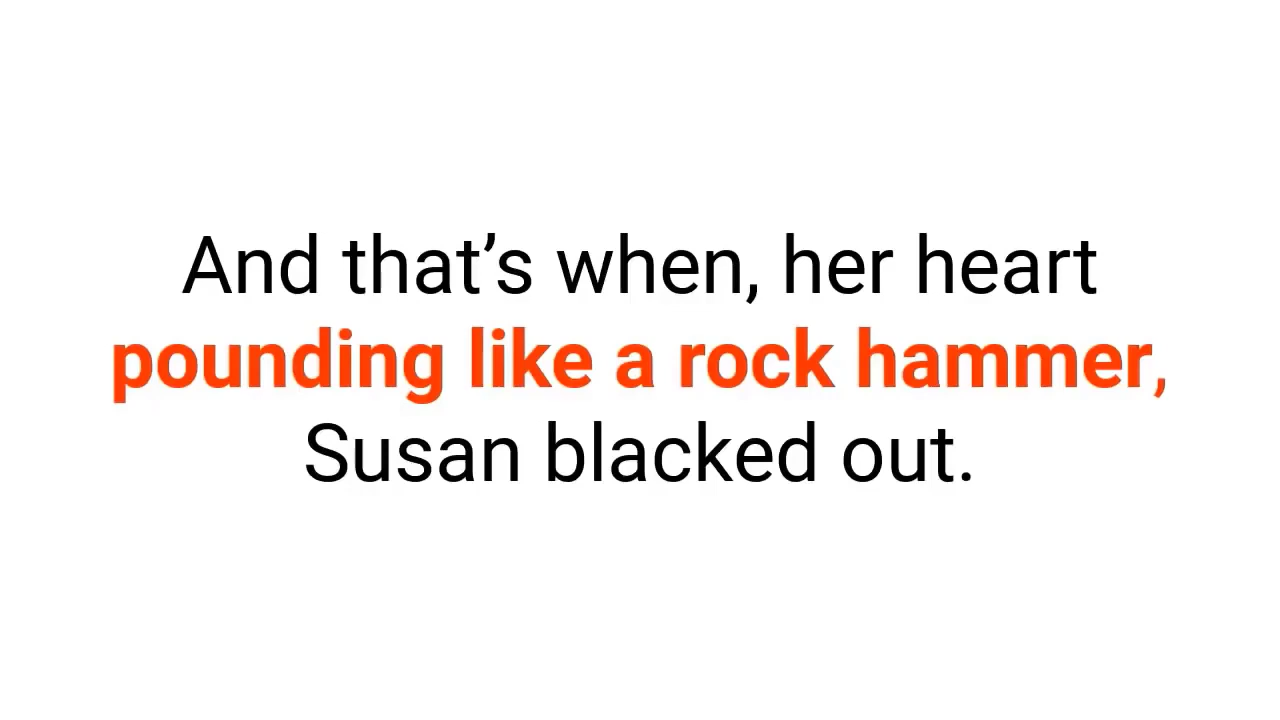 And that’s when, her heart
pounding like a rock hammer,
Susan blacked out.